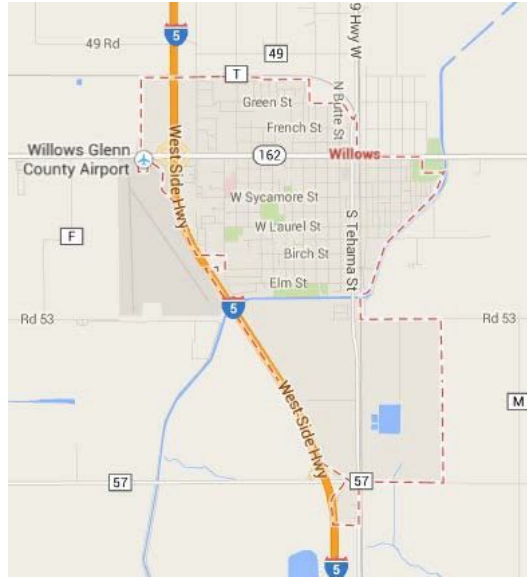 5
49 Rd
49
9 Hwy W
T
N Butte St
Green St
French St
Willows Glenn
County Airport
162
Willows
West Side Hwy
W Sycamore St
W Laurel St
S Tehama St
F
Birch St
Elm St
5
Rd 53
Rd 53
West Side Hwy
M
57
57
5